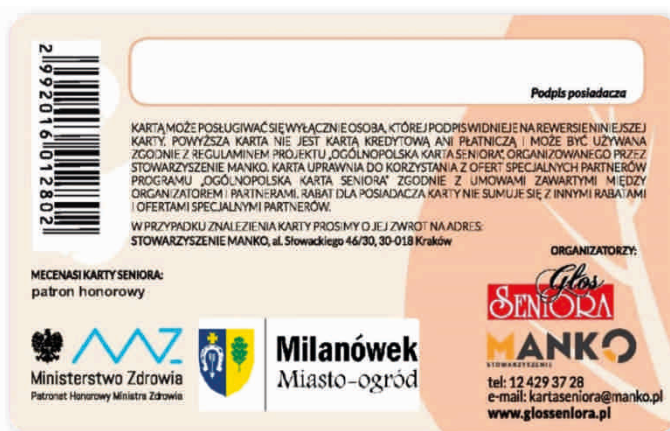 2 992016 012802
Podpis posiadacza
KARTĄ MOŻE POSŁUGIWAĆ SIĘ WYŁĄCZNIE OSOBA, KTÓREJ PODPIS WIDNIEJE NA REWERSIE NINIEJSZEJ
KARTY. POWYŻSZA KARTA NIE JEST KARTĄ KREDYTOWĄ ANI PŁATNICZĄ I MOŻE BYĆ UŻYWANA
ZGODNIE Z REGULAMINEM PROJEKTU „OGÓLNOPOLSKA KARTA SENIORA”, ORGANIZOWANEGO PRZEZ
STOWARZYSZENIE MANKO. KARTA UPRAWNIA DO KORZYSTANIA Z OFERT SPECJALNYCH PARTNERÓW
PROGRAMU „OGÓLNOPOLSKA KARTA SENIORA” ZGODNIE Z UMOWAMI ZAWARTYMI MIĘDZY
ORGANIZATOREM I PARTNERAMI. RABAT DLA POSIADACZA KARTY NIE SUMUJE SIĘ Z INNYMI RABATAMI
I OFERTAMI SPECJALNYMI PARTNERÓW.
W PRZYPADKU ZNALEZIENIA KARTY PROSIMY O JEJ ZWROT NA ADRES:
STOWARZYSZENIE MANKO, al. Słowackiego 46/30, 30-018 Kraków
MECENASI KARTY SENIORA:
patron honorowy
MZ
Ministerstwo Zdrowia
Patronat Honorowy Ministra Zdrowia
Milanówek
Miasto-ogród
ORGANIZATORZY:
Głos
SENIORA
MANKO
STOWARZYSZENIE
tel: 12 429 37 28
e-mail: kartaseniora@manko.pl
www.glosseniora.pl